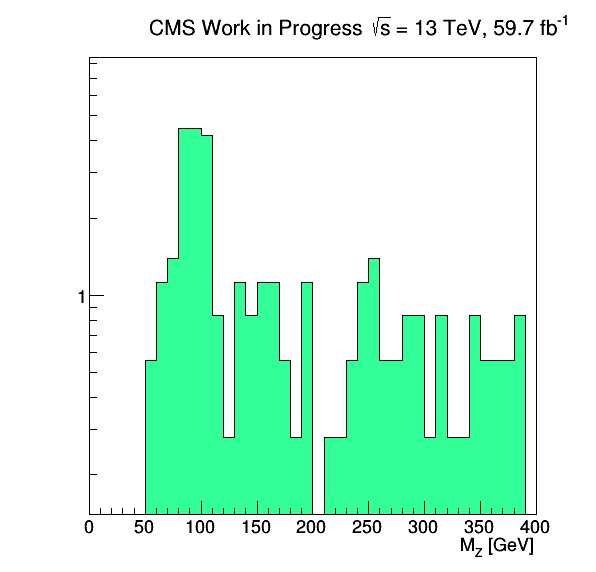 CMS Work in Progress √s = 13 TeV, 59.7 fb⁻¹
1
0 50 100 150 200 250 300 350 400
M_Z [GeV]